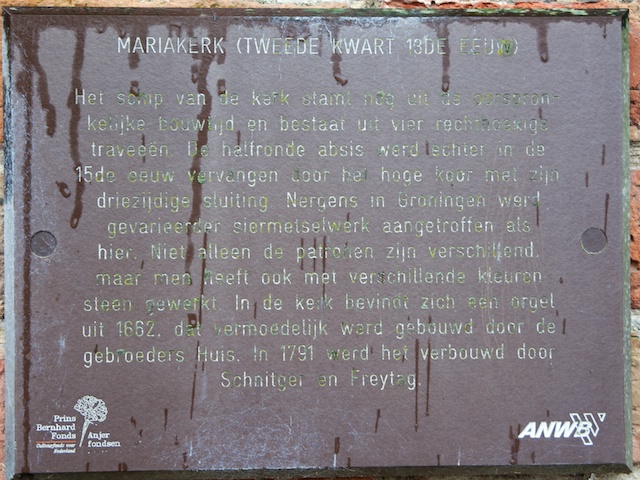 MARIAKERK (TWEEDE KWART 13DE EEUW)
Het schip van de kerk stamt nog uit de oorspron-
kelijke bouwtijd en bestaat uit vier rechthoekige
traveeën. De halfronde absis werd echter in de
15de eeuw vervangen door het hoge koor met zijn
driezijdige sluiting. Nergens in Groningen werd
gevarieerder siermetselwerk aangetroffen als
hier. Niet alleen de patronen zijn verschillend,
maar men heeft ook met verschillende kleuren
steen gewerkt. In de kerk bevindt zich een orgel
uit 1662, dat vermoedelijk werd gebouwd door de
gebroeders Huis. In 1791 werd het verbouwd door
Schnitger en Freytag.
Prins
Bernhard
Fonds
Cultuurfonds voor
Nederland
Anjer
fondsen
ANWB